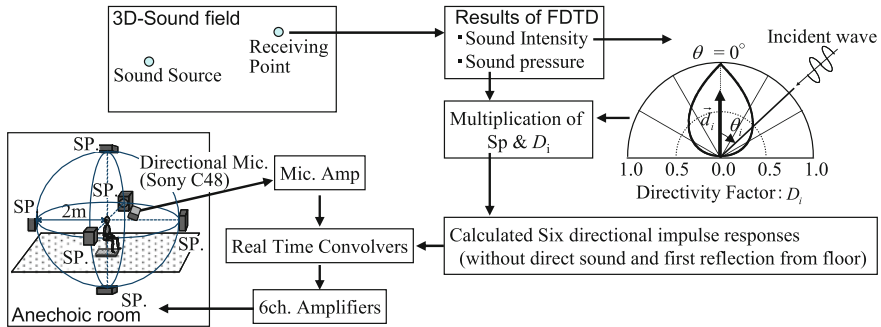 3D-Sound field
Receiving
Point
Sound Source
Results of FDTD
・Sound Intensity
・Sound pressure
Multiplication of
Sp & Di
θ = 0°
Incident wave
d⃗i
θi
1.0 0.5 0.0 0.5 1.0
Directivity Factor: Di
Calculated Six directional impulse responses
(without direct sound and first reflection from floor)
Directional Mic.
(Sony C48)
Mic. Amp
Real Time Convolvers
6ch. Amplifiers
SP.
SP.
SP
2m
SP.
SP.
SP.
Anechoic room